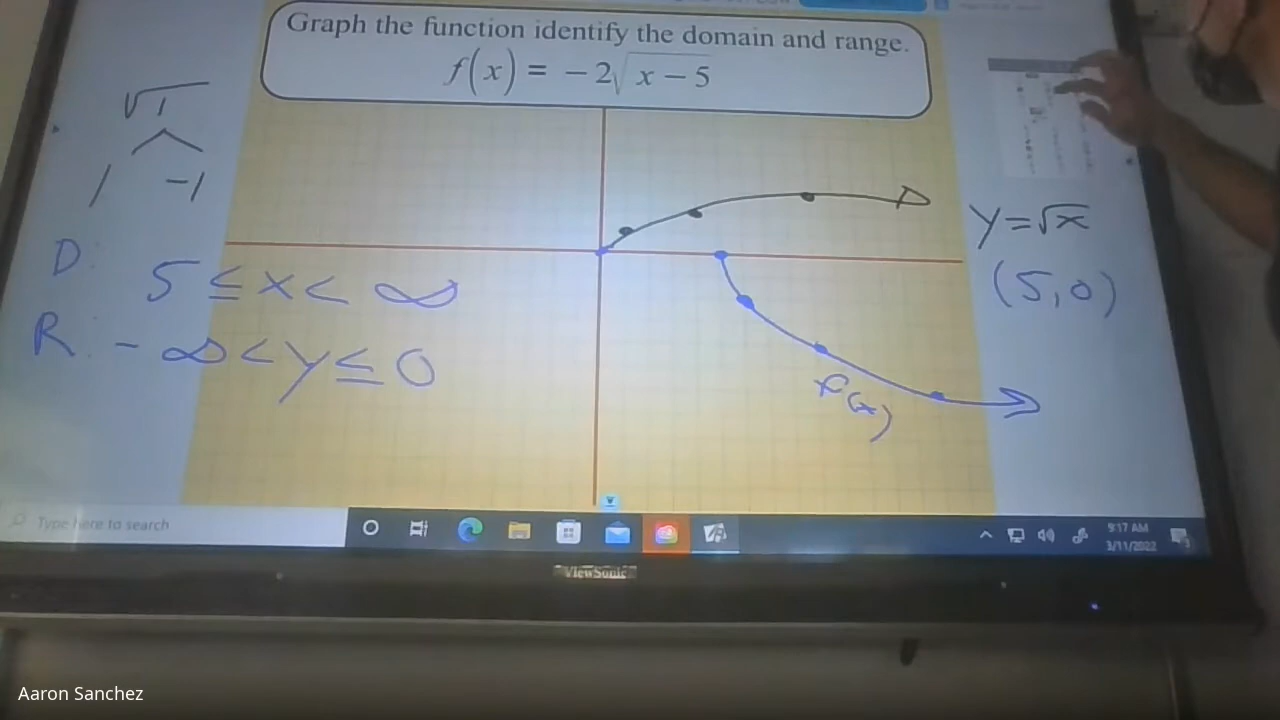 Graph the function identify the domain and range.
f(x) = -2√x-5
√1
1 -1
D: 5 ≤ x < ∞
R: -∞ < y ≤ 0
y=√x
(5,0)
f(x)
Type here to search
9:17 AM
3/11/2022
ViewSonic
Aaron Sanchez